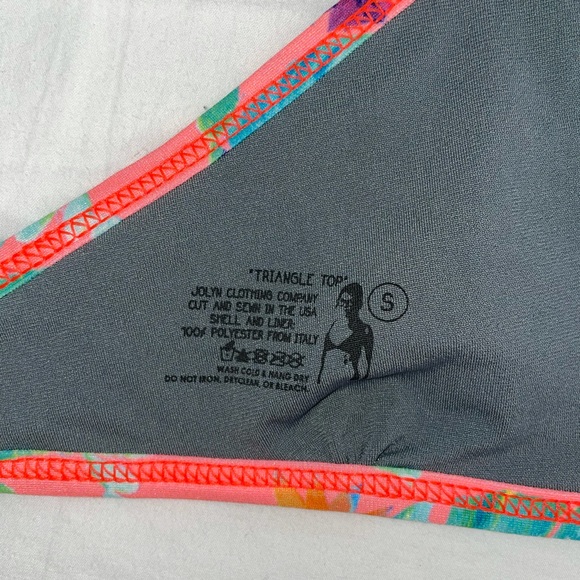 "TRIANGLE TOP"
JOLYN CLOTHING COMPANY
CUT AND SEWN IN THE USA
SHELL AND LINER:
100% POLYESTER FROM ITALY
WASH COLD & HANG DRY
DO NOT IRON, DRYCLEAN, OR BLEACH.
S